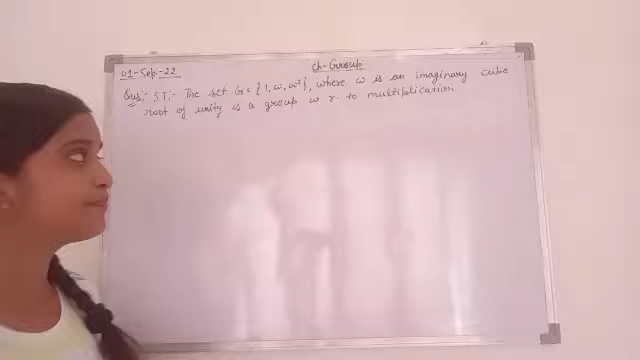 01-Sep-22
Ch-Group
Qus:- S.T:- The set G = {1, ω, ω²}, where ω is an imaginary cube
root of unity is a group w r. to multiplication